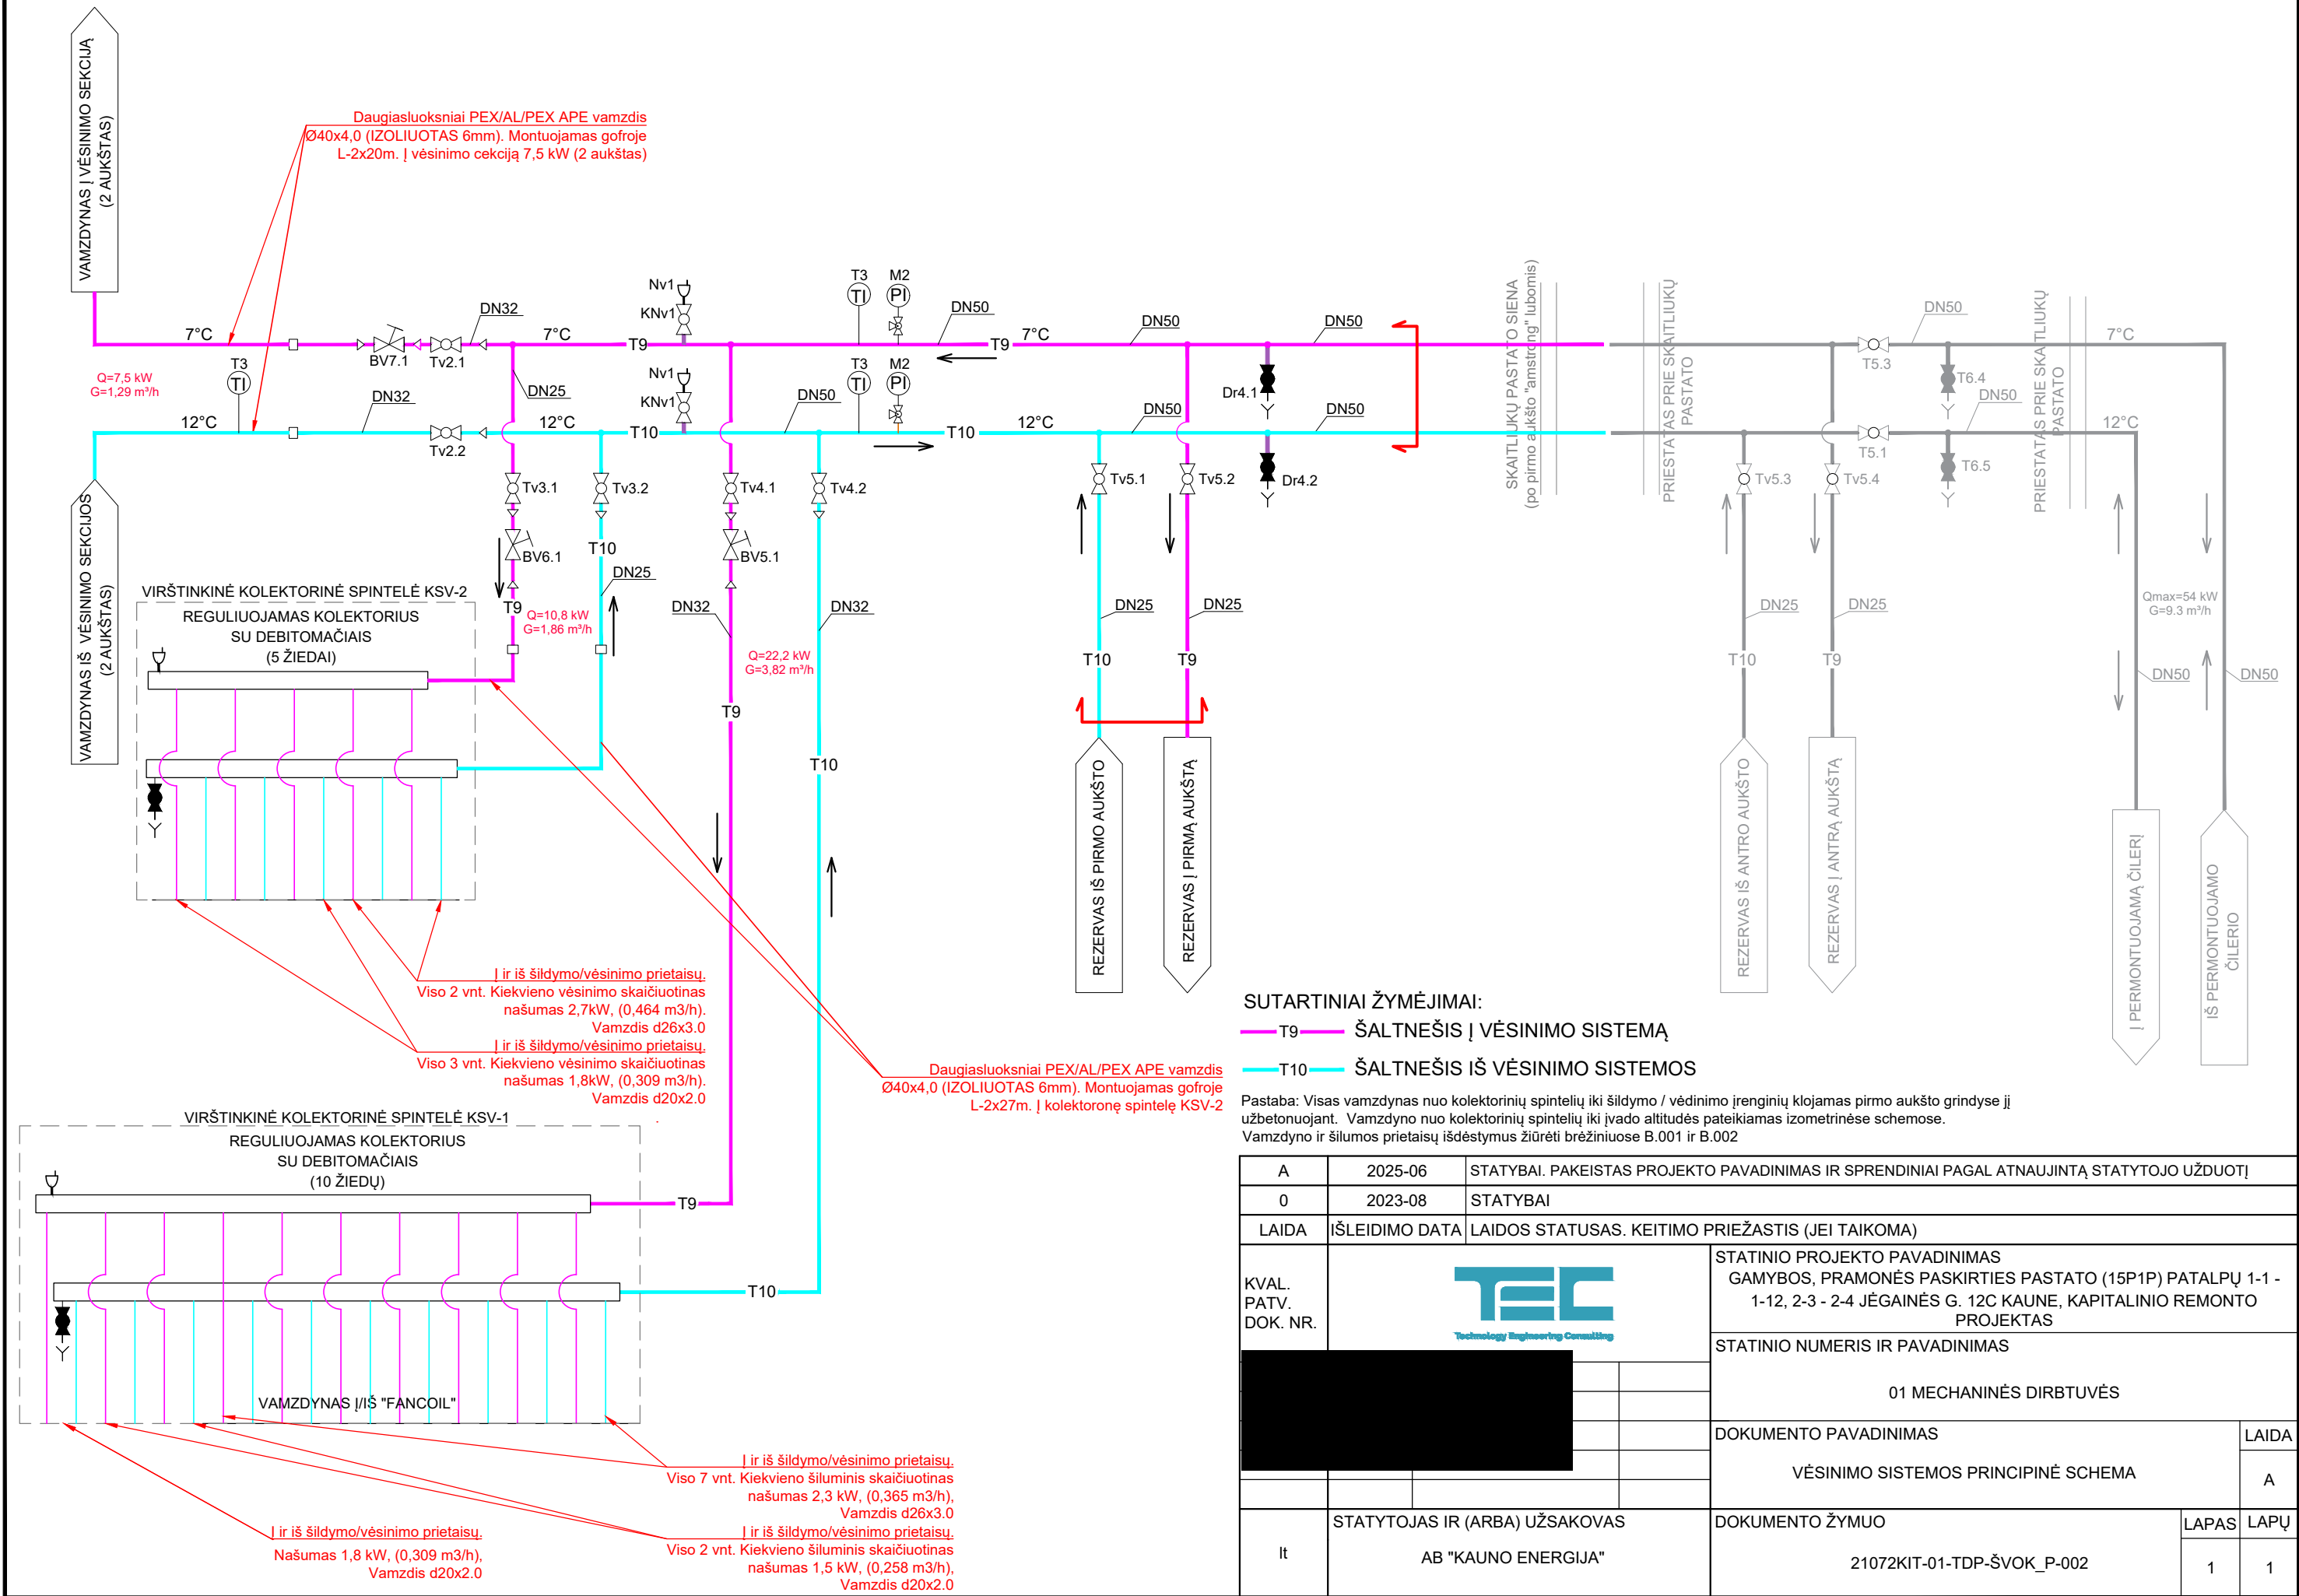 VAMZDYNAS Į VĖSINIMO SEKCIJĄ
(2 AUKŠTAS)
Daugiasluoksniai PEX/AL/PEX APE vamzdis
Ø40x4,0 (IZOLIUOTAS 6mm). Montuojamas gofroje
L-2x20m. Į vėsinimo cekciją 7,5 kW (2 aukštas)
7°C
BV7.1
Tv2.1
DN32
7°C
Nv1
KNv1
T9
T3
TI
M2
PI
DN50
T9
7°C
DN50
DN50
Q=7,5 kW
G=1,29 m³/h
T3
TI
12°C
DN32
Tv2.2
DN25
12°C
Nv1
KNv1
T10
DN50
T3
TI
M2
PI
T10
12°C
DN50
DN50
Dr4.1
Dr4.2
SKAITLIUKŲ PASTATO SIENA
(po pirmo aukšto "amstrong" lubomis)
PRIESTATAS PRIE SKAITLIUKŲ
PASTATO
T5.3
DN50
T6.4
DN50
T5.1
T6.5
PRIESTATAS PRIE SKAITLIUKŲ
PASTATO
7°C
12°C
VAMZDYNAS IŠ VĖSINIMO SEKCIJOS
(2 AUKŠTAS)
Tv3.1
Tv3.2
Tv4.1
Tv4.2
Tv5.1
Tv5.2
Tv5.3
Tv5.4
BV6.1
T10
BV5.1
DN25
T9
Q=10,8 kW
G=1,86 m³/h
DN32
DN32
Q=22,2 kW
G=3,82 m³/h
DN25
DN25
T10
T9
DN25
DN25
T10
T9
Qmax=54 kW
G=9.3 m³/h
DN50
DN50
VIRŠTINKINĖ KOLEKTORINĖ SPINTELĖ KSV-2
REGULIUOJAMAS KOLEKTORIUS
SU DEBITOMAČIAIS
(5 ŽIEDAI)
T9
T10
REZERVAS IŠ PIRMO AUKŠTO
REZERVAS Į PIRMĄ AUKŠTĄ
REZERVAS IŠ ANTRO AUKŠTO
REZERVAS Į ANTRĄ AUKŠTĄ
Į PERMONTUOJAMĄ ČILERĮ
IŠ PERMONTUOJAMO
ČILERIO
Į ir iš šildymo/vėsinimo prietaisų.
Viso 2 vnt. Kiekvieno vėsinimo skaičiuotinas
našumas 2,7kW, (0,464 m3/h).
Vamzdis d26x3.0
Į ir iš šildymo/vėsinimo prietaisų.
Viso 3 vnt. Kiekvieno vėsinimo skaičiuotinas
našumas 1,8kW, (0,309 m3/h).
Vamzdis d20x2.0
Daugiasluoksniai PEX/AL/PEX APE vamzdis
Ø40x4,0 (IZOLIUOTAS 6mm). Montuojamas gofroje
L-2x27m. Į kolektoronę spintelę KSV-2
SUTARTINIAI ŽYMĖJIMAI:
T9 ŠALTNEŠIS Į VĖSINIMO SISTEMĄ
T10 ŠALTNEŠIS IŠ VĖSINIMO SISTEMOS
Pastaba: Visas vamzdynas nuo kolektorinių spintelių iki šildymo / vėdinimo įrenginių klojamas pirmo aukšto grindyse jį
užbetonuojant. Vamzdyno nuo kolektorinių spintelių iki įvado altitudės pateikiamas izometrinėse schemose.
Vamzdyno ir šilumos prietaisų išdėstymus žiūrėti brėžiniuose B.001 ir B.002
VIRŠTINKINĖ KOLEKTORINĖ SPINTELĖ KSV-1
REGULIUOJAMAS KOLEKTORIUS
SU DEBITOMAČIAIS
(10 ŽIEDŲ)
T9
T10
VAMZDYNAS Į/IŠ "FANCOIL"
Į ir iš šildymo/vėsinimo prietaisų.
Viso 7 vnt. Kiekvieno šiluminis skaičiuotinas
našumas 2,3 kW, (0,365 m3/h),
Vamzdis d26x3.0
Į ir iš šildymo/vėsinimo prietaisų.
Viso 2 vnt. Kiekvieno šiluminis skaičiuotinas
našumas 1,5 kW, (0,258 m3/h),
Vamzdis d20x2.0
Į ir iš šildymo/vėsinimo prietaisų.
Našumas 1,8 kW, (0,309 m3/h),
Vamzdis d20x2.0
A 2025-06 STATYBAI. PAKEISTAS PROJEKTO PAVADINIMAS IR SPRENDINIAI PAGAL ATNAUJINTĄ STATYTOJO UŽDUOTĮ
0 2023-08 STATYBAI
LAIDA IŠLEIDIMO DATA LAIDOS STATUSAS. KEITIMO PRIEŽASTIS (JEI TAIKOMA)
KVAL.
PATV.
DOK. NR.
TEC
Technology Engineering Consulting
STATINIO PROJEKTO PAVADINIMAS
GAMYBOS, PRAMONĖS PASKIRTIES PASTATO (15P1P) PATALPŲ 1-1 -
1-12, 2-3 - 2-4 JĖGAINĖS G. 12C KAUNE, KAPITALINIO REMONTO
PROJEKTAS
STATINIO NUMERIS IR PAVADINIMAS
01 MECHANINĖS DIRBTUVĖS
DOKUMENTO PAVADINIMAS
LAIDA
VĖSINIMO SISTEMOS PRINCIPINĖ SCHEMA
A
lt
STATYTOJAS IR (ARBA) UŽSAKOVAS
AB "KAUNO ENERGIJA"
DOKUMENTO ŽYMUO
21072KIT-01-TDP-ŠVOK_P-002
LAPAS LAPŲ
1 1